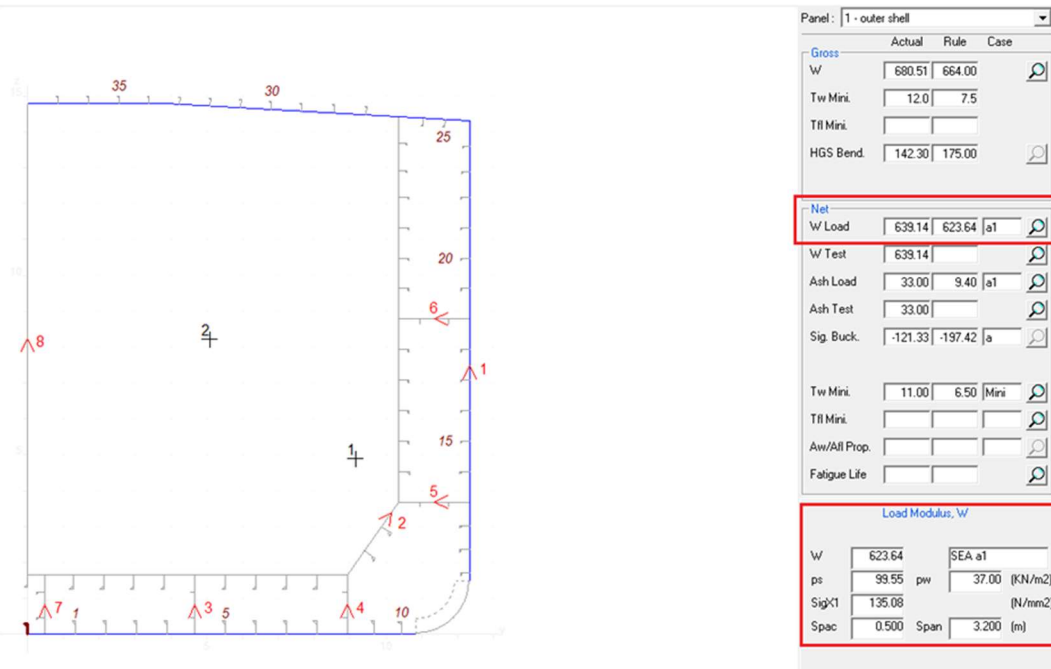 Panel : 1 - outer shell
Actual Rule Case
Gross
W 680.51 664.00
Tw Mini. 12.0 7.5
Tfl Mini.
HGS Bend. 142.30 175.00
Net
W Load 639.14 623.64 a1
W Test 639.14
Ash Load 33.00 9.40 a1
Ash Test 33.00
Sig. Buck. -121.33 -197.42 a
Tw Mini. 11.00 6.50 Mini
Tfl Mini.
Aw/Afl Prop.
Fatigue Life
Load Modulus, W
W 623.64 SEA a1
ps 99.55 pw 37.00 (KN/m2)
SigX1 135.08 (N/mm2)
Spac 0.500 Span 3.200 (m)
35
30
25
20
6
8
2
1
1
15
5
2
7 1 3 5 4 10
1
5
10